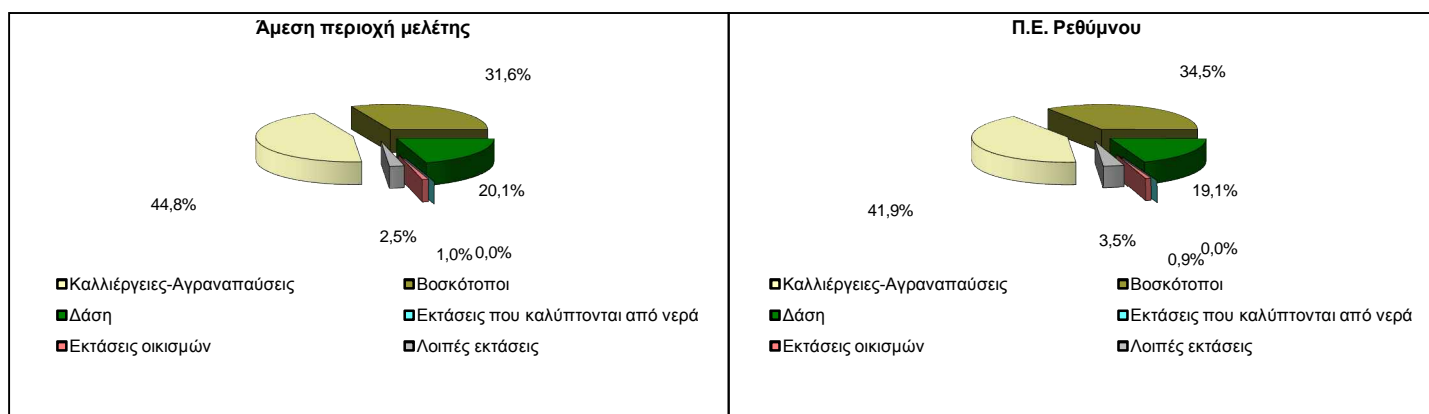 Άμεση περιοχή μελέτης
31,6%
20,1%
44,8%
2,5%
1,0%
0,0%
Καλλιέργειες-Αγραναπαύσεις
Βοσκότοποι
Δάση
Εκτάσεις που καλύπτονται από νερά
Εκτάσεις οικισμών
Λοιπές εκτάσεις
Π.Ε. Ρεθύμνου
34,5%
19,1%
41,9%
3,5%
0,9%
0,0%
Καλλιέργειες-Αγραναπαύσεις
Βοσκότοποι
Δάση
Εκτάσεις που καλύπτονται από νερά
Εκτάσεις οικισμών
Λοιπές εκτάσεις